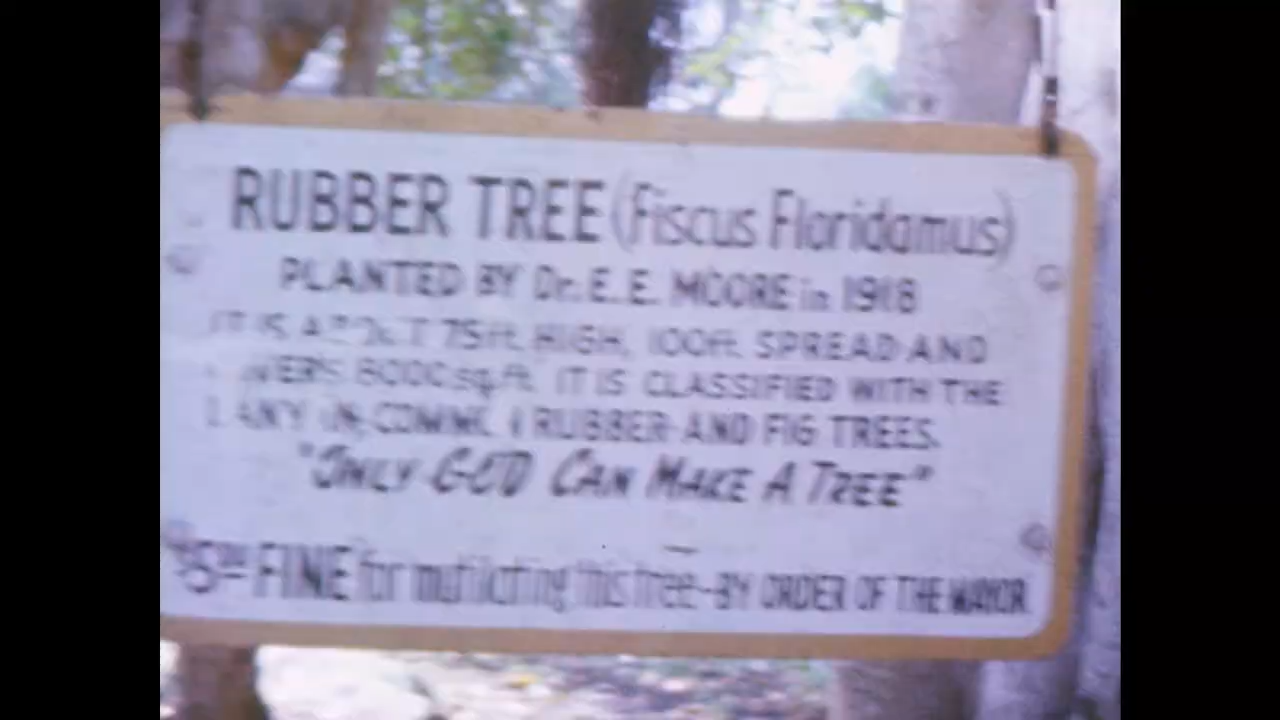 RUBBER TREE (Fiscus Floridamus)
PLANTED BY Dr. E. E. MOORE in 1918
IT IS 75ft. HIGH, 100ft. SPREAD AND
8000 sq. ft. IT IS CLASSIFIED WITH THE
RUBBER AND FIG TREES.
"ONLY GOD CAN MAKE A TREE"
FINE for mutilating this tree-BY ORDER OF THE MAYOR